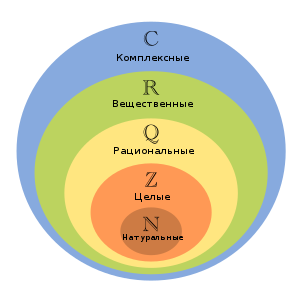 ℂ
Комплексные
ℝ
Вещественные
ℚ
Рациональные
ℤ
Целые
ℕ
Натуральные